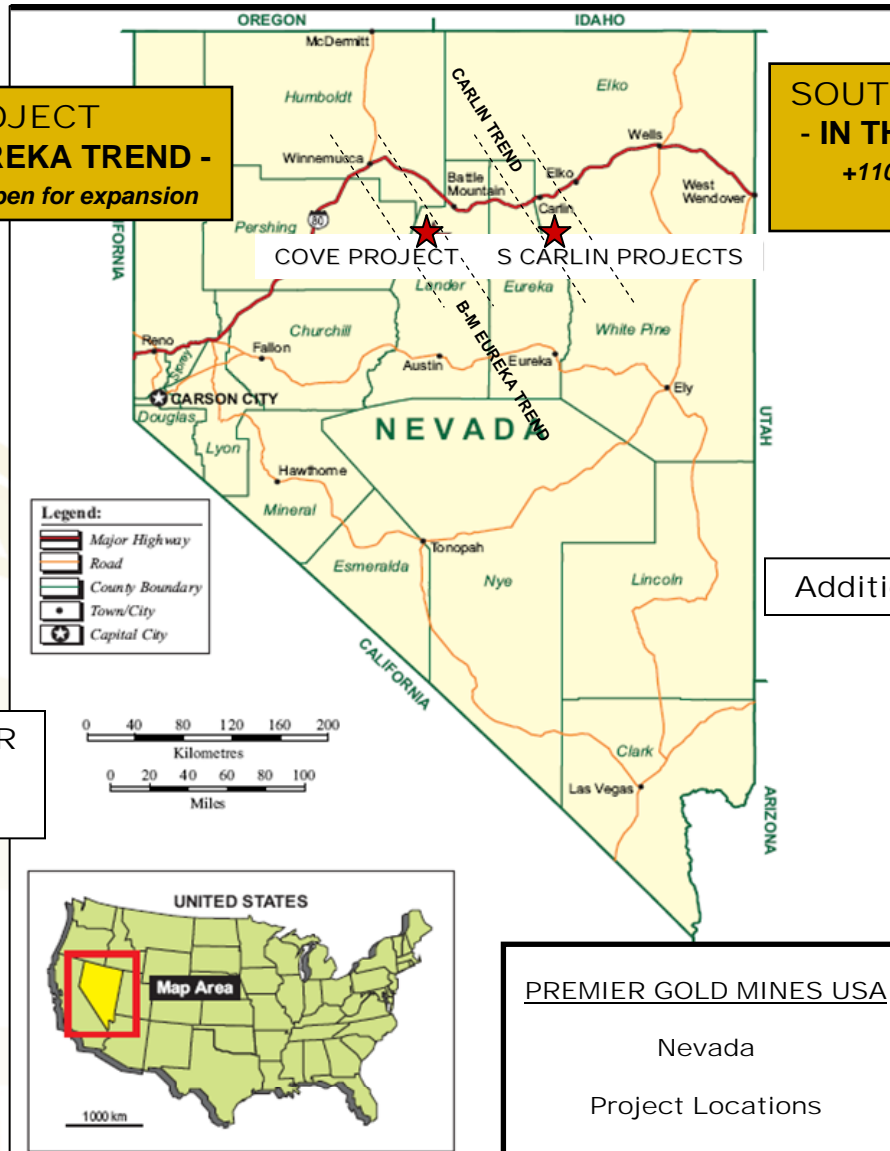 OREGON
IDAHO
McDermitt
Humboldt
Elko
OJECT
REKA TREND -
pen for expansion
SOUT
- IN TH
+110
CARLIN TREND
Wells
Winnemusca
Battle
Mountain
Elko
Carlin
West
Wendover
80
Pershing
CALIFORNIA
COVE PROJECT
S CARLIN PROJECTS
Lander
Eureka
B-M EUREKA TREND
White Pine
Churchill
Reno
Storey
Fallon
Austin
Eureka
Ely
CARSON CITY
Douglas
Lyon
NEVADA
UTAH
Hawthorne
Mineral
Legend:
Major Highway
Road
County Boundary
Town/City
Capital City
Tonopah
Esmeralda
Nye
Lincoln
Additi
CALIFORNIA
R
0 40 80 120 160 200
Kilometres
0 20 40 60 80 100
Miles
Clark
Las Vegas
ARIZONA
UNITED STATES
Map Area
1000 km
PREMIER GOLD MINES USA
Nevada
Project Locations